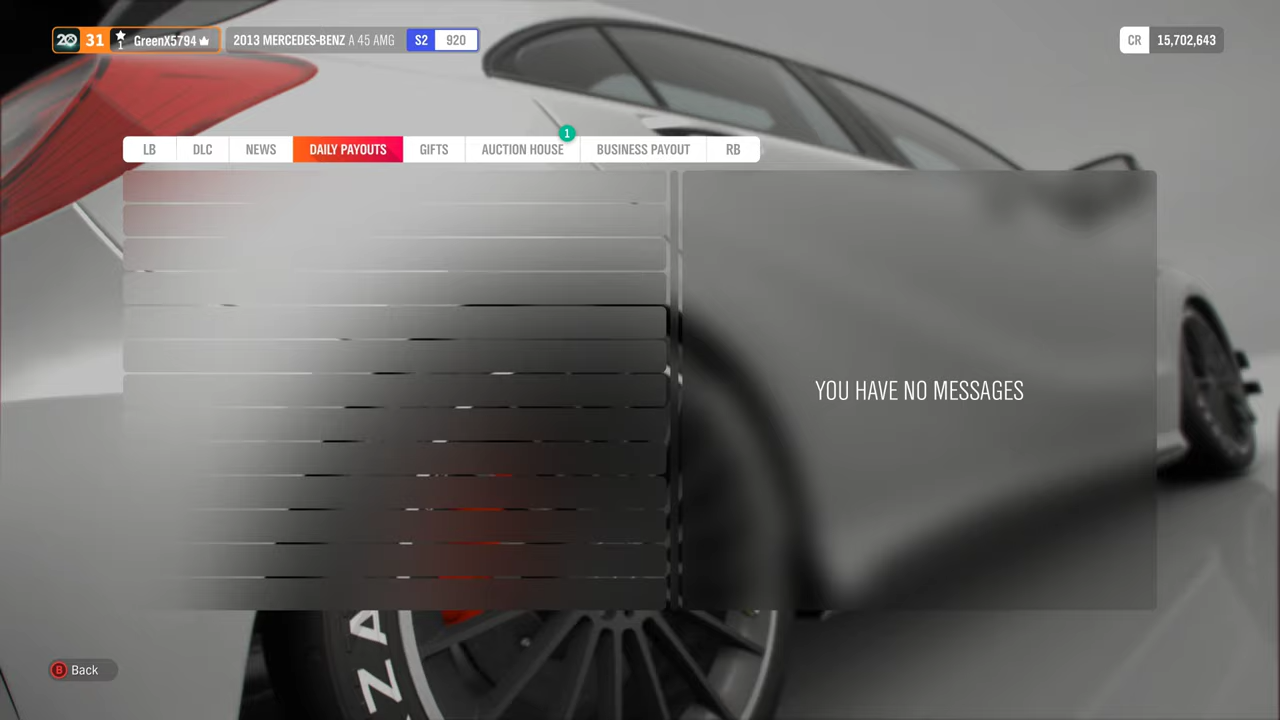 20 31 1 GreenX5794 2013 MERCEDES-BENZ A 45 AMG S2 920 CR 15,702,643
1
LB DLC NEWS DAILY PAYOUTS GIFTS AUCTION HOUSE BUSINESS PAYOUT RB
YOU HAVE NO MESSAGES
ZA
B Back